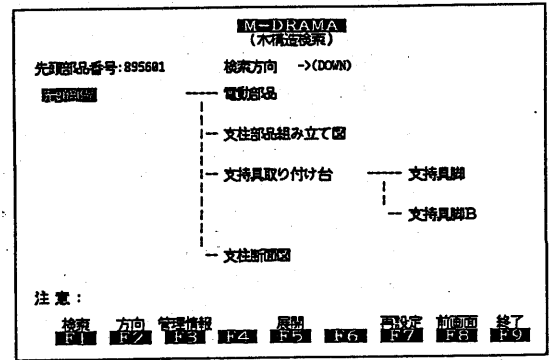 M-DRAMA
(木構造検索)
先頭部品番号:895601 検索方向 ->(DOWN)
電動部品
支柱部品組み立て図
支持具取り付け台 支持具脚
支持具脚B
支柱断面図
注 意 :
検索 方向 管理情報 展開 再設定 前画面 終了
F1 F2 F3 F4 F5 F6 F7 F8 F9